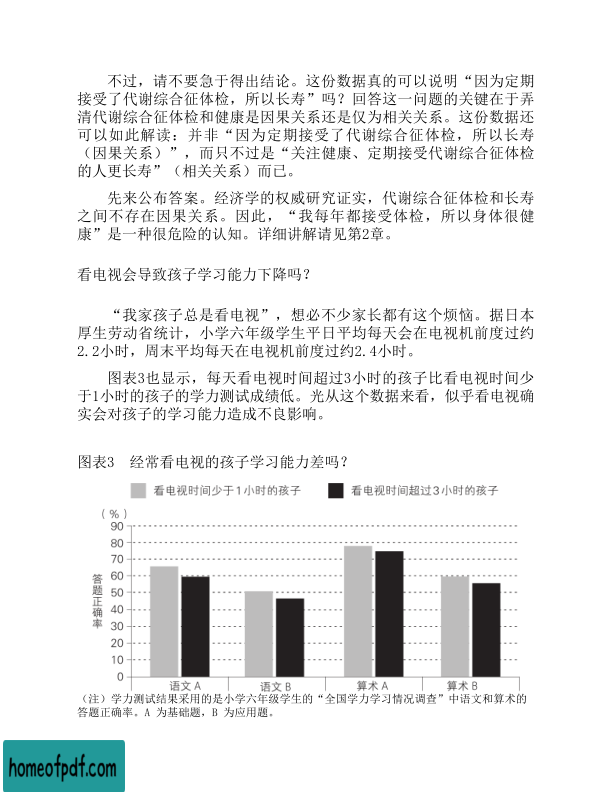 不过，请不要急于得出结论。这份数据真的可以说明“因为定期
接受了代谢综合征体检，所以长寿”吗？回答这一问题的关键在于弄
清代谢综合征体检和健康是因果关系还是仅为相关关系。这份数据还
可以如此解读：并非“因为定期接受了代谢综合征体检，所以长寿
（因果关系）”，而只不过是“关注健康、定期接受代谢综合征体检
的人更长寿”（相关关系）而已。
先来公布答案。经济学的权威研究证实，代谢综合征体检和长寿
之间不存在因果关系。因此，“我每年都接受体检，所以身体很健
康”是一种很危险的认知。详细讲解请见第2章。
看电视会导致孩子学习能力下降吗？
“我家孩子总是看电视”，想必不少家长都有这个烦恼。据日本
厚生劳动省统计，小学六年级学生平日平均每天会在电视机前度过约
2.2小时，周末平均每天在电视机前度过约2.4小时。
图表3也显示，每天看电视时间超过3小时的孩子比看电视时间少
于1小时的孩子的学力测试成绩低。光从这个数据来看，似乎看电视确
实会对孩子的学习能力造成不良影响。
图表3 经常看电视的孩子学习能力差吗？
看电视时间少于1小时的孩子 看电视时间超过3小时的孩子
（%）
90
80
70
60
50
40
30
20
10
0
答题正确率
语文 A 语文 B 算术 A 算术 B
（注）学力测试结果采用的是小学六年级学生的“全国学力学习情况调查”中语文和算术的
答题正确率。A 为基础题，B 为应用题。
homeofpdf.com